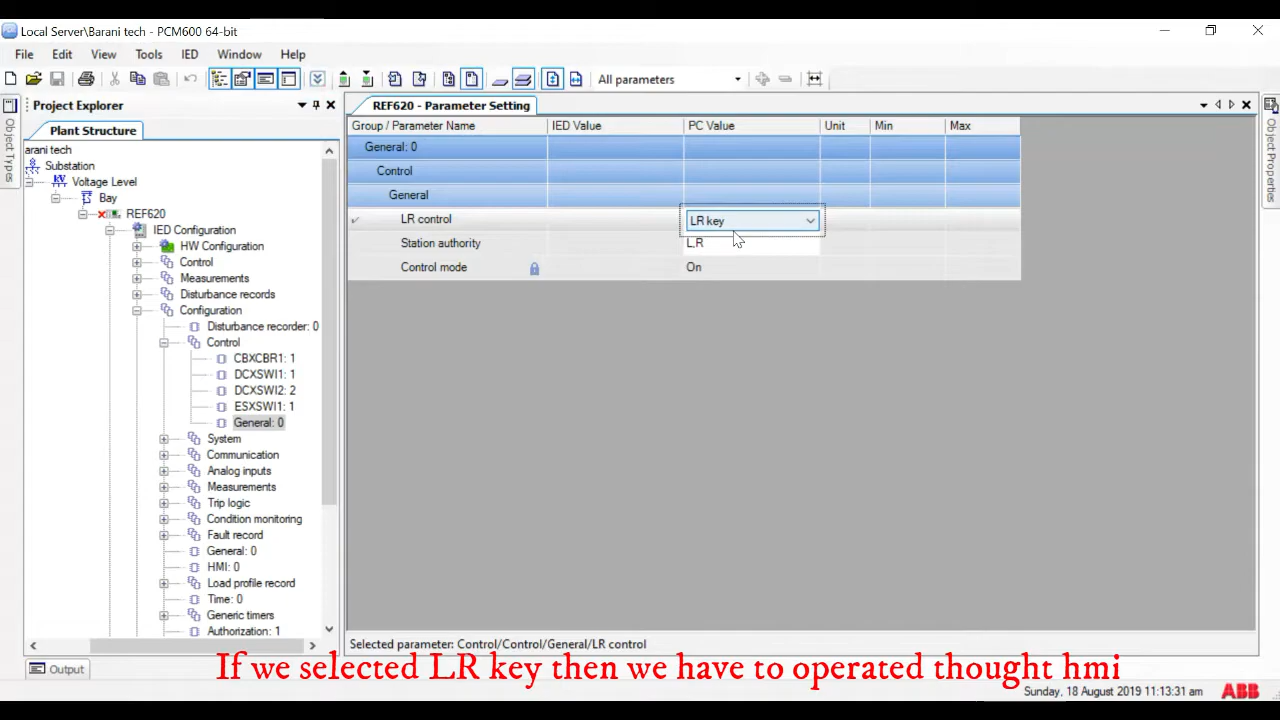 Local Server\Barani tech - PCM600 64-bit
File Edit View Tools IED Window Help
All parameters
Project Explorer
REF620 - Parameter Setting
Object Types
Plant Structure
arani tech
Substation
Voltage Level
Bay
REF620
IED Configuration
HW Configuration
Control
Measurements
Disturbance records
Configuration
Disturbance recorder: 0
Control
CBXCBR1: 1
DCXSWI1: 1
DCXSWI2: 2
ESXSWI1: 1
General: 0
System
Communication
Analog inputs
Measurements
Trip logic
Condition monitoring
Fault record
General: 0
HMI: 0
Load profile record
Time: 0
Generic timers
Authorization: 1
Group / Parameter Name IED Value PC Value Unit Min Max
General: 0
Control
General
LR control LR key
Station authority L,R
Control mode On
Object Properties
Selected parameter: Control/Control/General/LR control
Output
If we selected LR key then we have to operated thought hmi
Sunday, 18 August 2019 11:13:31 am ABB